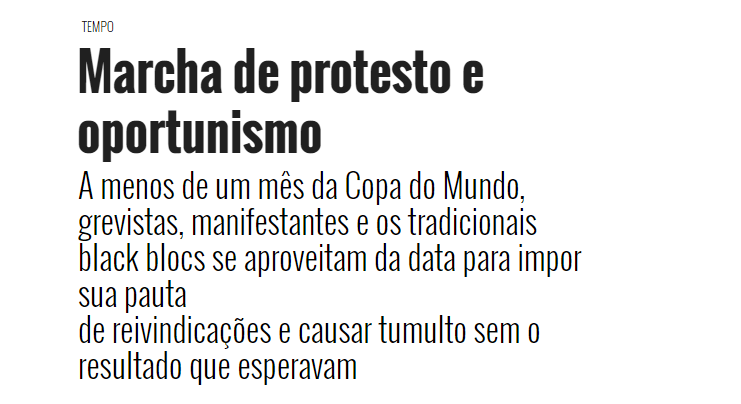 TEMPO
Marcha de protesto e
oportunismo
A menos de um mês da Copa do Mundo,
grevistas, manifestantes e os tradicionais
black blocs se aproveitam da data para impor
sua pauta
de reivindicações e causar tumulto sem o
resultado que esperavam